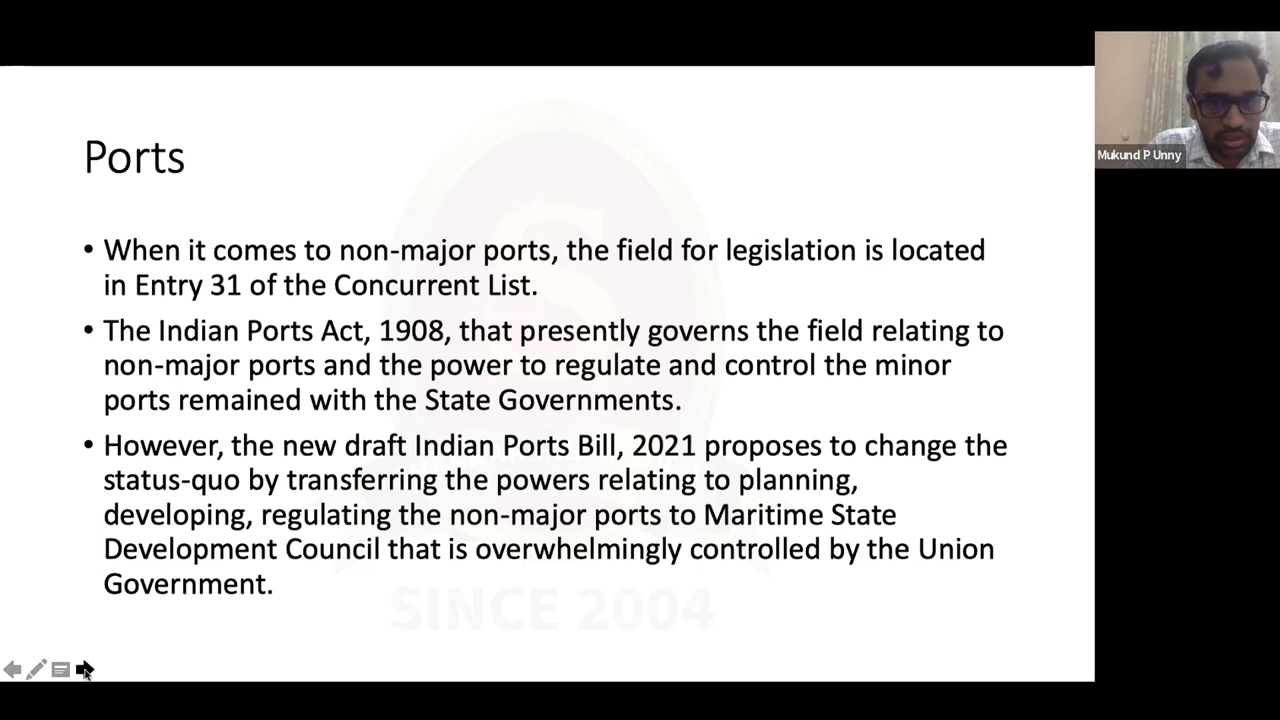 Ports
• When it comes to non-major ports, the field for legislation is located
in Entry 31 of the Concurrent List.
• The Indian Ports Act, 1908, that presently governs the field relating to
non-major ports and the power to regulate and control the minor
ports remained with the State Governments.
• However, the new draft Indian Ports Bill, 2021 proposes to change the
status-quo by transferring the powers relating to planning,
developing, regulating the non-major ports to Maritime State
Development Council that is overwhelmingly controlled by the Union
Government.
SINCE 2004
Mukund P Unny